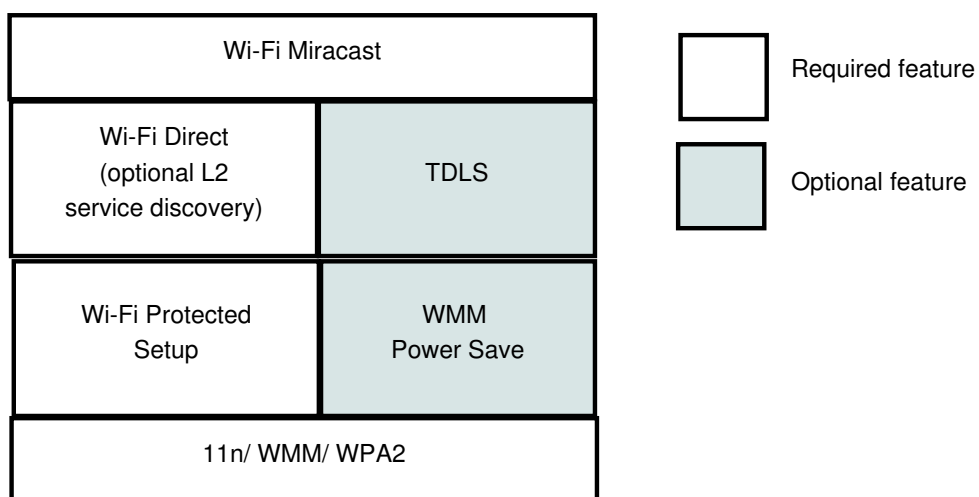 Wi-Fi Miracast
Wi-Fi Direct
(optional L2
service discovery)
TDLS
Wi-Fi Protected
Setup
WMM
Power Save
11n/ WMM/ WPA2
Required feature
Optional feature